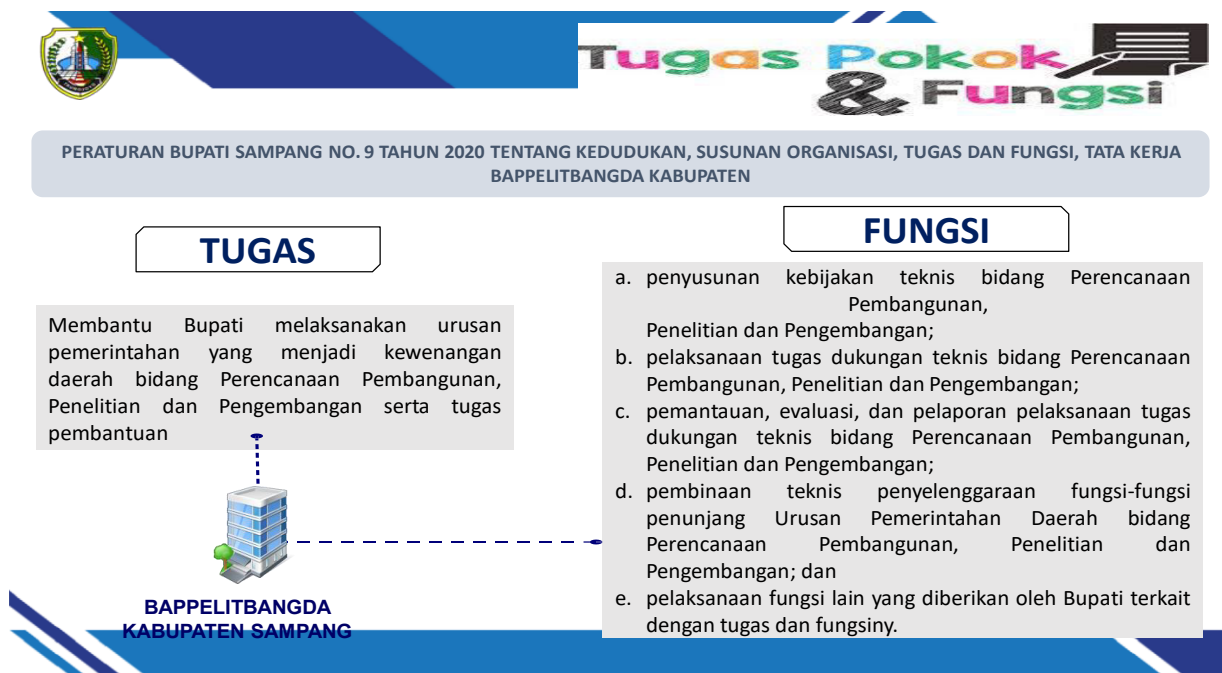 Tugas Pokok
& Fungsi
PERATURAN BUPATI SAMPANG NO. 9 TAHUN 2020 TENTANG KEDUDUKAN, SUSUNAN ORGANISASI, TUGAS DAN FUNGSI, TATA KERJA
BAPPELITBANGDA KABUPATEN
TUGAS
Membantu Bupati melaksanakan urusan
pemerintahan yang menjadi kewenangan
daerah bidang Perencanaan Pembangunan,
Penelitian dan Pengembangan serta tugas
pembantuan
BAPPELITBANGDA
KABUPATEN SAMPANG
FUNGSI
a. penyusunan kebijakan teknis bidang Perencanaan
Pembangunan,
Penelitian dan Pengembangan;
b. pelaksanaan tugas dukungan teknis bidang Perencanaan
Pembangunan, Penelitian dan Pengembangan;
c. pemantauan, evaluasi, dan pelaporan pelaksanaan tugas
dukungan teknis bidang Perencanaan Pembangunan,
Penelitian dan Pengembangan;
d. pembinaan teknis penyelenggaraan fungsi-fungsi
penunjang Urusan Pemerintahan Daerah bidang
Perencanaan Pembangunan, Penelitian dan
Pengembangan; dan
e. pelaksanaan fungsi lain yang diberikan oleh Bupati terkait
dengan tugas dan fungsiny.